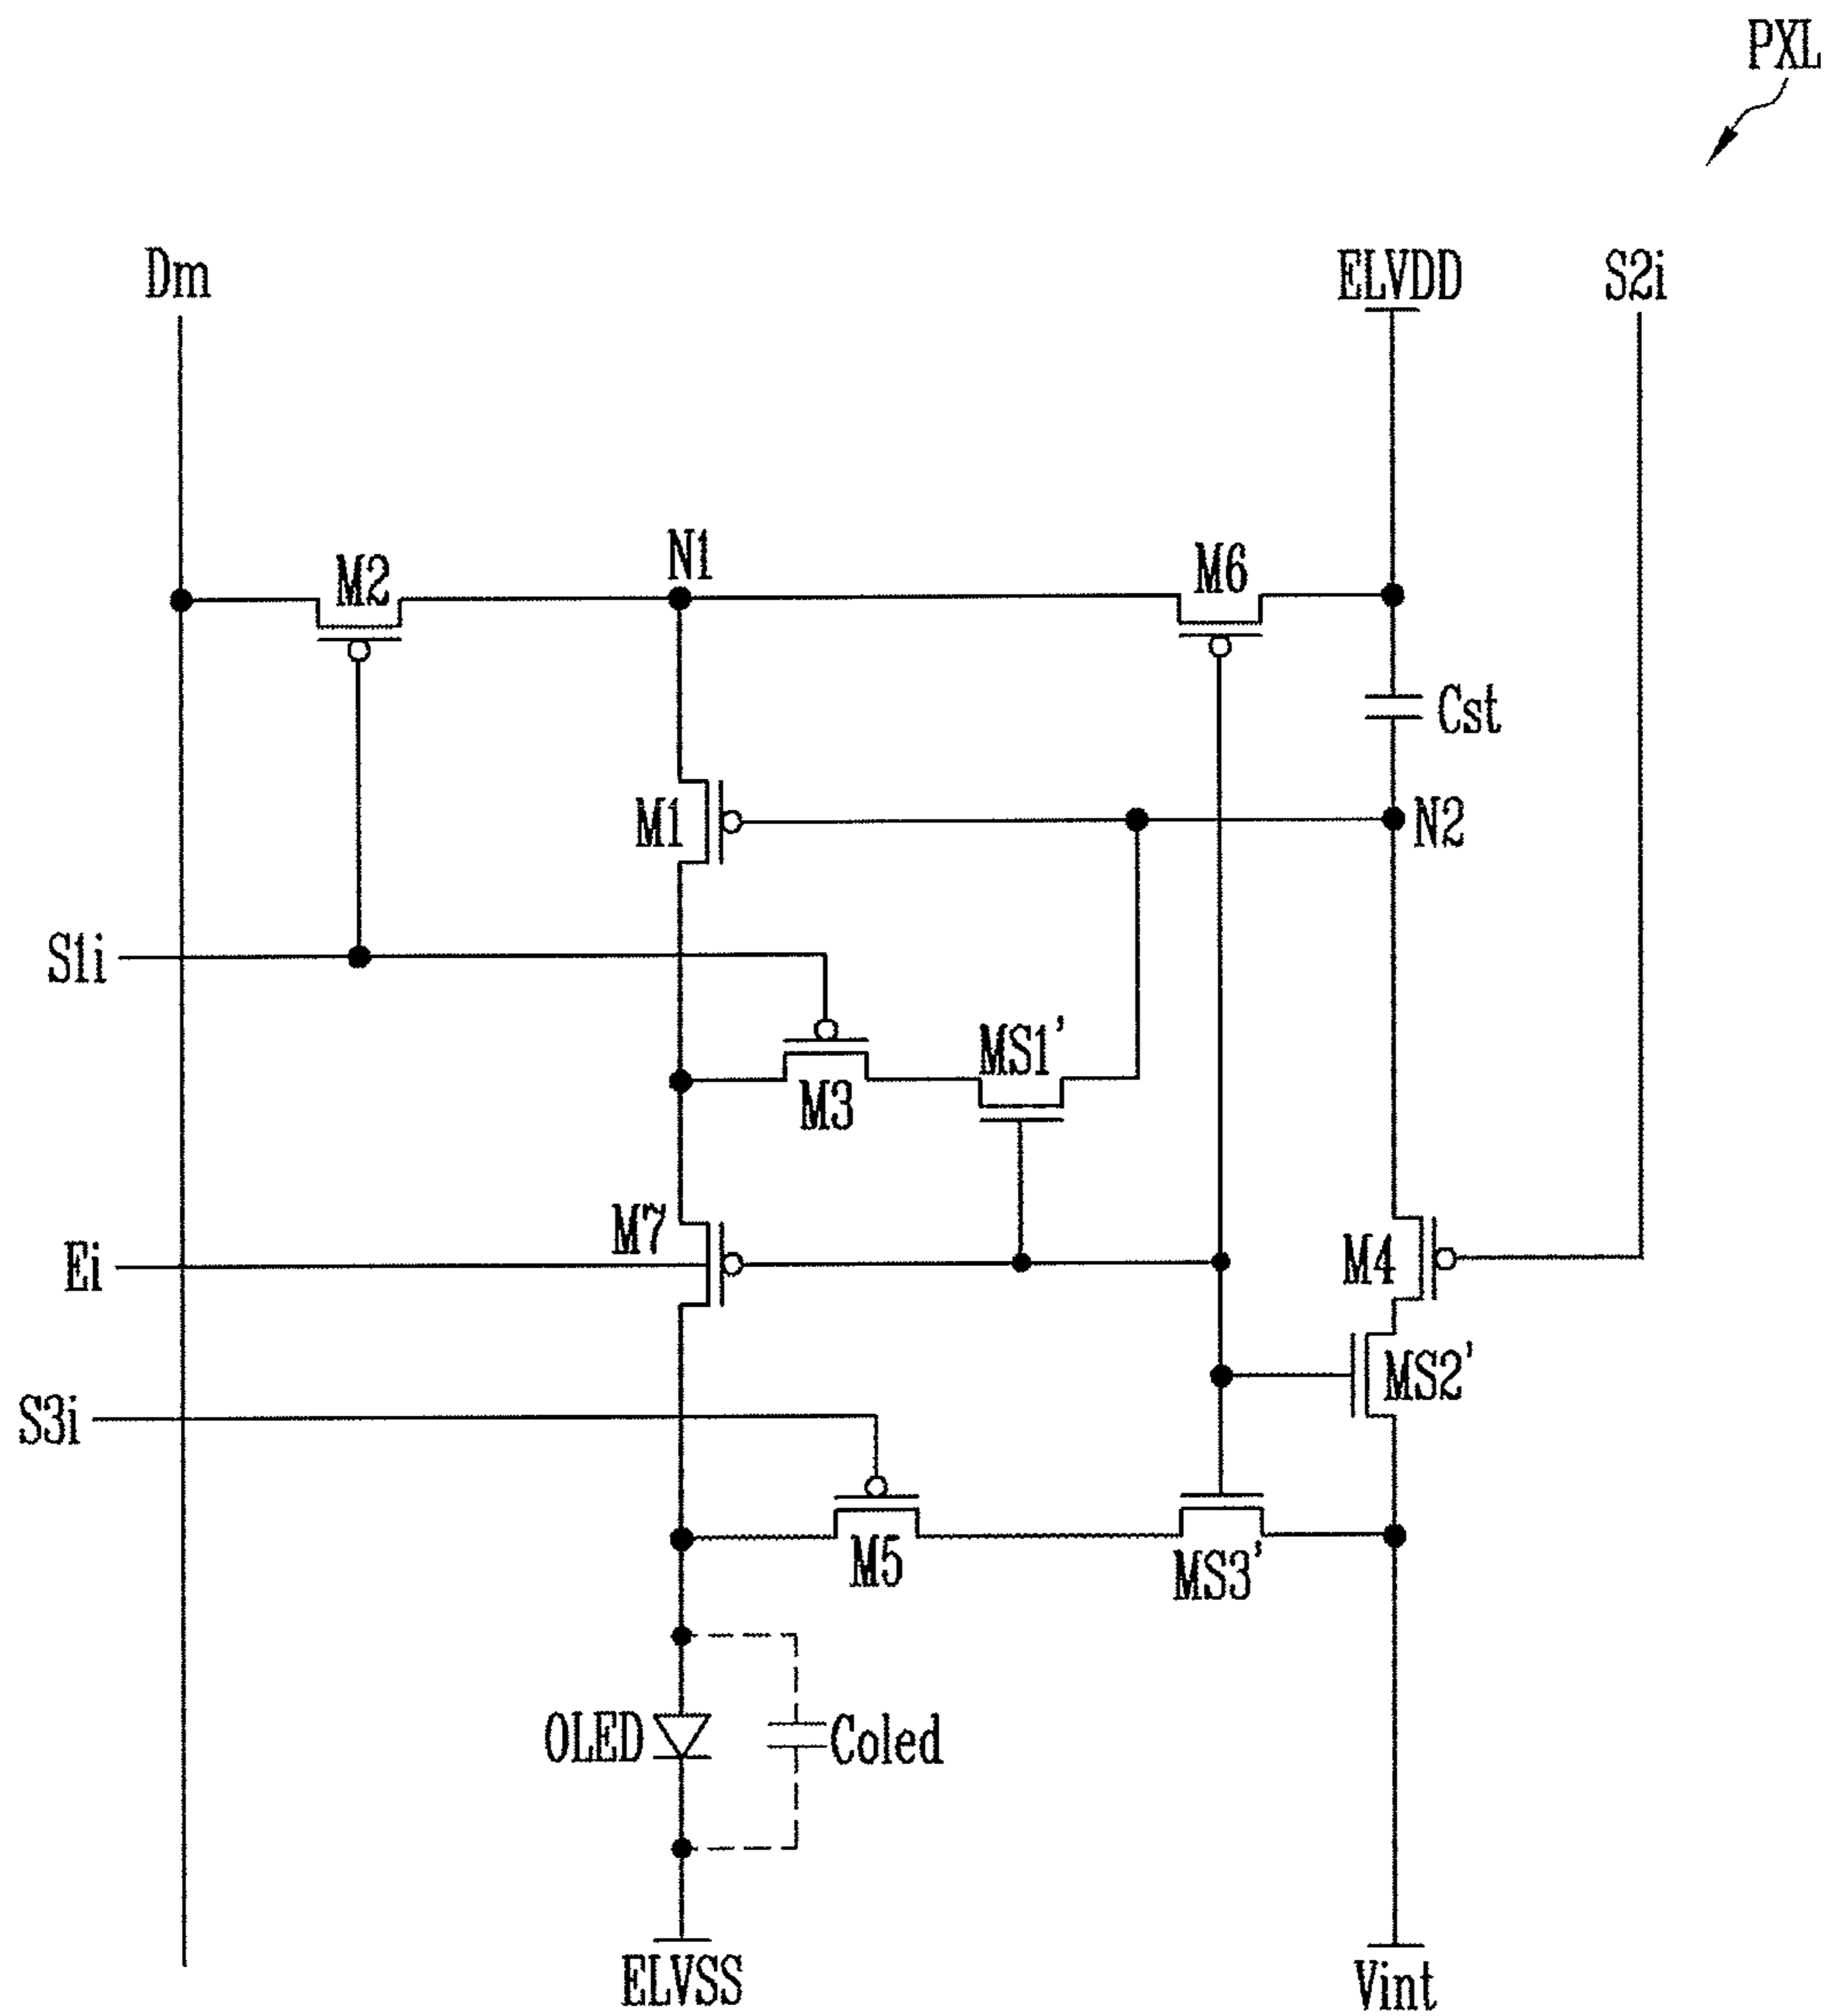 PXL
Dm
ELVDD
S2i
N1
M2
M6
Cst
M1
N2
S1i
MS1'
M3
M7
Ei
M4
MS2'
S3i
M5
MS3'
OLED
Coled
ELVSS
Vint